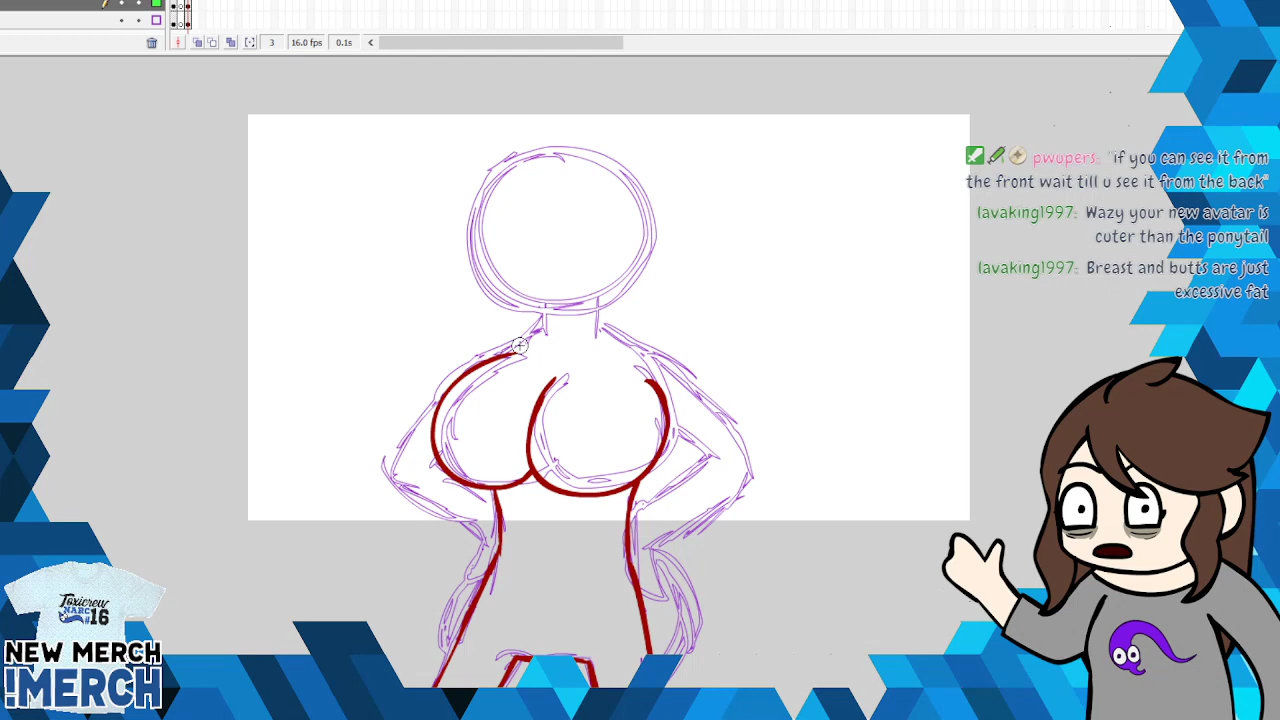 3 16.0 fps 0.1s
pwupers: "if you can see it from
the front wait till u see it from the back"
lavaking1997: Wazy your new avatar is
cuter than the ponytail
lavaking1997: Breast and butts are just
excessive fat
Toxicrew
MARC
#16
NEW MERCH
!MERCH